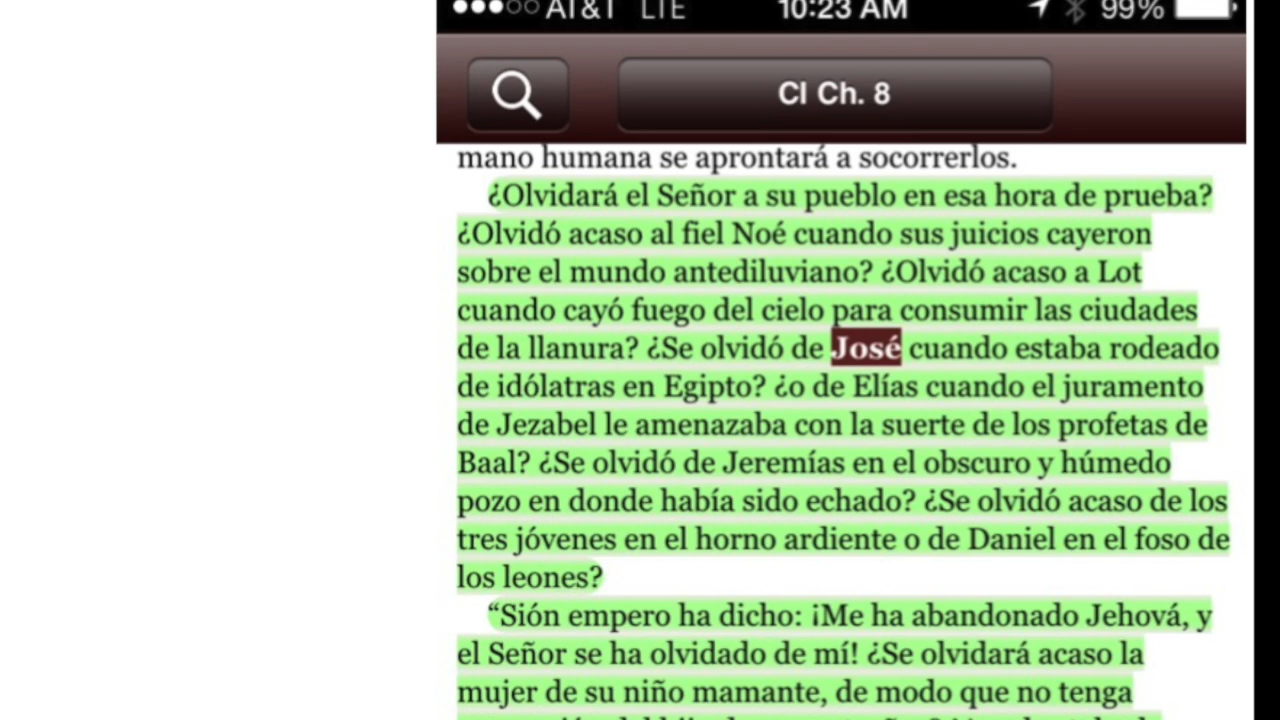 AT&T LTE 10:23 AM 99%
CI Ch. 8
mano humana se aprontará a socorrerlos.
¿Olvidará el Señor a su pueblo en esa hora de prueba?
¿Olvidó acaso al fiel Noé cuando sus juicios cayeron
sobre el mundo antediluviano? ¿Olvidó acaso a Lot
cuando cayó fuego del cielo para consumir las ciudades
de la llanura? ¿Se olvidó de José cuando estaba rodeado
de idólatras en Egipto? ¿o de Elías cuando el juramento
de Jezabel le amenazaba con la suerte de los profetas de
Baal? ¿Se olvidó de Jeremías en el obscuro y húmedo
pozo en donde había sido echado? ¿Se olvidó acaso de los
tres jóvenes en el horno ardiente o de Daniel en el foso de
los leones?
“Sión empero ha dicho: ¡Me ha abandonado Jehová, y
el Señor se ha olvidado de mí! ¿Se olvidará acaso la
mujer de su niño mamante, de modo que no tenga